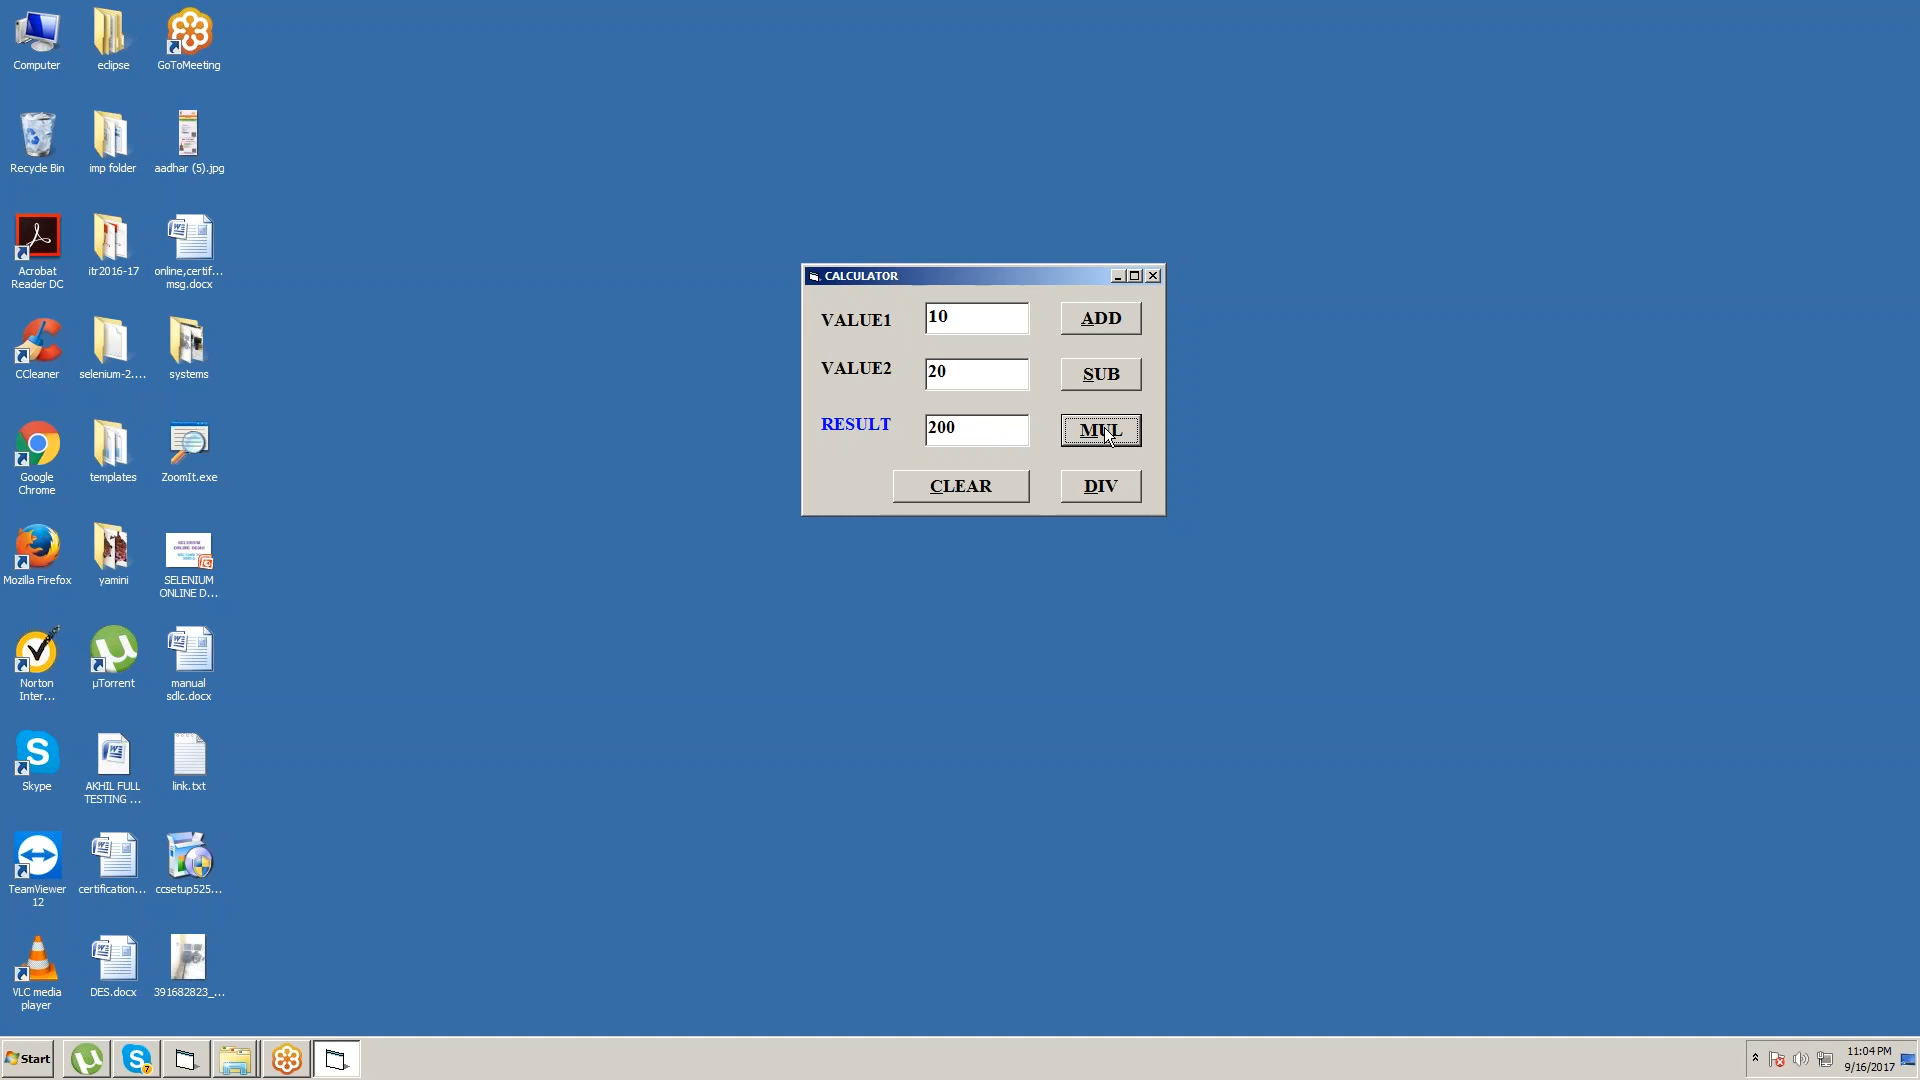 Computer
eclipse
GoToMeeting
Recycle Bin
imp folder
aadhar (5).jpg
Acrobat
Reader DC
itr2016-17
online,certif...
msg.docx
CCleaner
selenium-2....
systems
Google
Chrome
templates
ZoomIt.exe
Mozilla Firefox
yamini
SELENIUM
ONLINE D...
Norton
Inter...
µTorrent
manual
sdlc.docx
Skype
AKHIL FULL
TESTING ...
link.txt
TeamViewer
12
certification...
ccsetup525...
VLC media
player
DES.docx
391682823_...
CALCULATOR
VALUE1
10
ADD
VALUE2
20
SUB
RESULT
200
MUL
CLEAR
DIV
Start
7
11:04 PM
9/16/2017